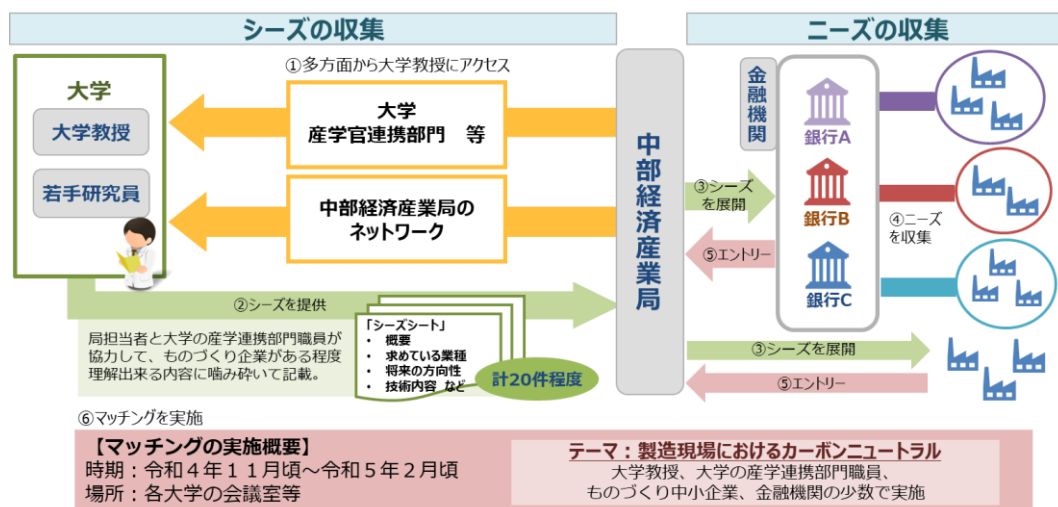 シーズの収集
ニーズの収集
①多方面から大学教授にアクセス
大学
大学教授
若手研究員
大学
産学官連携部門　等
中部経済産業局の
ネットワーク
中部経済産業局
金融機関
銀行A
銀行B
銀行C
③シーズ
を展開
⑤エントリー
④ニーズ
を収集
②シーズを提供
局担当者と大学の産学連携部門職員が
協力して、ものづくり企業がある程度
理解出来る内容に噛み砕いて記載。
「シーズシート」
・ 概要
・ 求めている業種
・ 将来の方向性
・ 技術内容 など
計20件程度
③シーズを展開
⑤エントリー
⑥マッチングを実施
【マッチングの実施概要】
時期：令和４年１１月頃～令和５年２月頃
場所：各大学の会議室等
テーマ：製造現場におけるカーボンニュートラル
大学教授、大学の産学連携部門職員、
ものづくり中小企業、金融機関の少数で実施